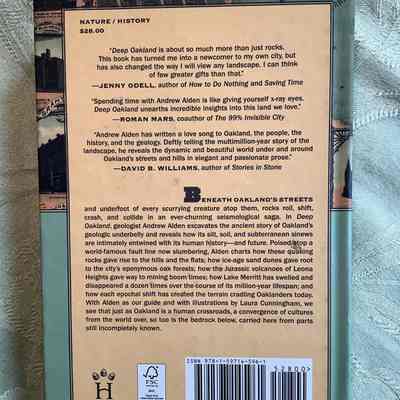 NATURE / HISTORY
$28.00
"Deep Oakland is about so much more than just rocks.
This book has turned me into a newcomer to my own city, but
has also changed the way I will view any landscape. I can think
of few greater gifts than that."
—JENNY ODELL, author of How to Do Nothing and Saving Time
"Spending time with Andrew Alden is like giving yourself x-ray eyes.
Deep Oakland unearths incredible insights into this land we love."
—ROMAN MARS, coauthor of The 99% Invisible City
"Andrew Alden has written a love song to Oakland, the people, the
history, and the geology. Deftly telling the multimillion-year story of the
landscape, he reveals the dynamic and beautiful world under and around
Oakland's streets and hills in elegant and passionate prose."
—DAVID B. WILLIAMS, author of Stories in Stone
BENEATH OAKLAND'S STREETS
and underfoot of every scurrying creature atop them, rocks roll, shift,
crash, and collide in an ever-churning seismological saga. In Deep
Oakland, geologist Andrew Alden excavates the ancient story of Oakland's
geologic underbelly and reveals how its silt, soil, and subterranean sinews
are intimately entwined with its human history—and future. Poised atop a
world-famous fault line now slumbering, Alden charts how these quaking
rocks gave rise to the hills and the flats; how ice-age sand dunes gave root
to the city's eponymous oak forests; how the Jurassic volcanoes of Leona
Heights gave way to mining boom times; how Lake Merritt has swelled and
disappeared a dozen times over the course of its million-year lifespan; and
how each epochal shift has created the terrain cradling Oaklanders today.
With Alden as our guide and with illustrations by Laura Cunningham, we
see that just as Oakland is a human crossroads, a convergence of cultures
from the world over, so too is the bedrock below, carried here from parts
still incompletely known.
ISBN 978-1-59714-596-1
52800>
H
FSC